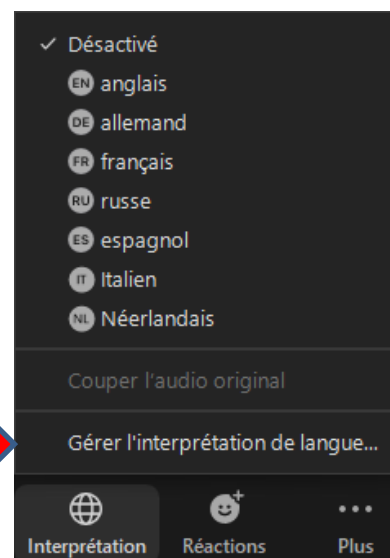 ✓ Désactivé
EN anglais
DE allemand
FR français
RU russe
ES espagnol
IT Italien
NL Néerlandais
Couper l'audio original
Gérer l'interprétation de langue...
Interprétation Réactions Plus